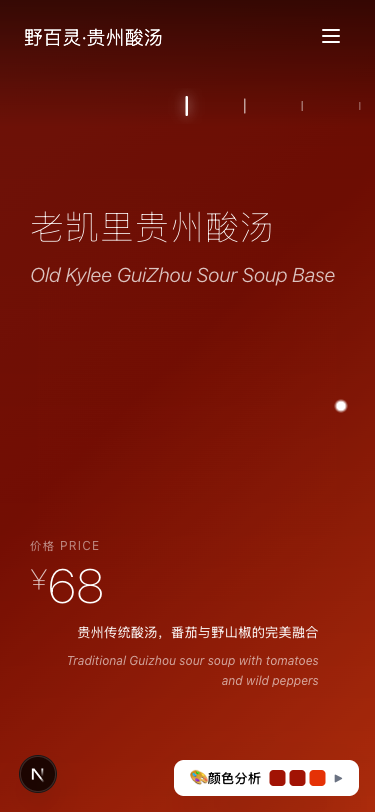 野百灵·贵州酸汤
老凯里贵州酸汤
Old Kylee GuiZhou Sour Soup Base
价格 PRICE
¥68
贵州传统酸汤，番茄与野山椒的完美融合
Traditional Guizhou sour soup with tomatoes
and wild peppers
N
🎨颜色分析